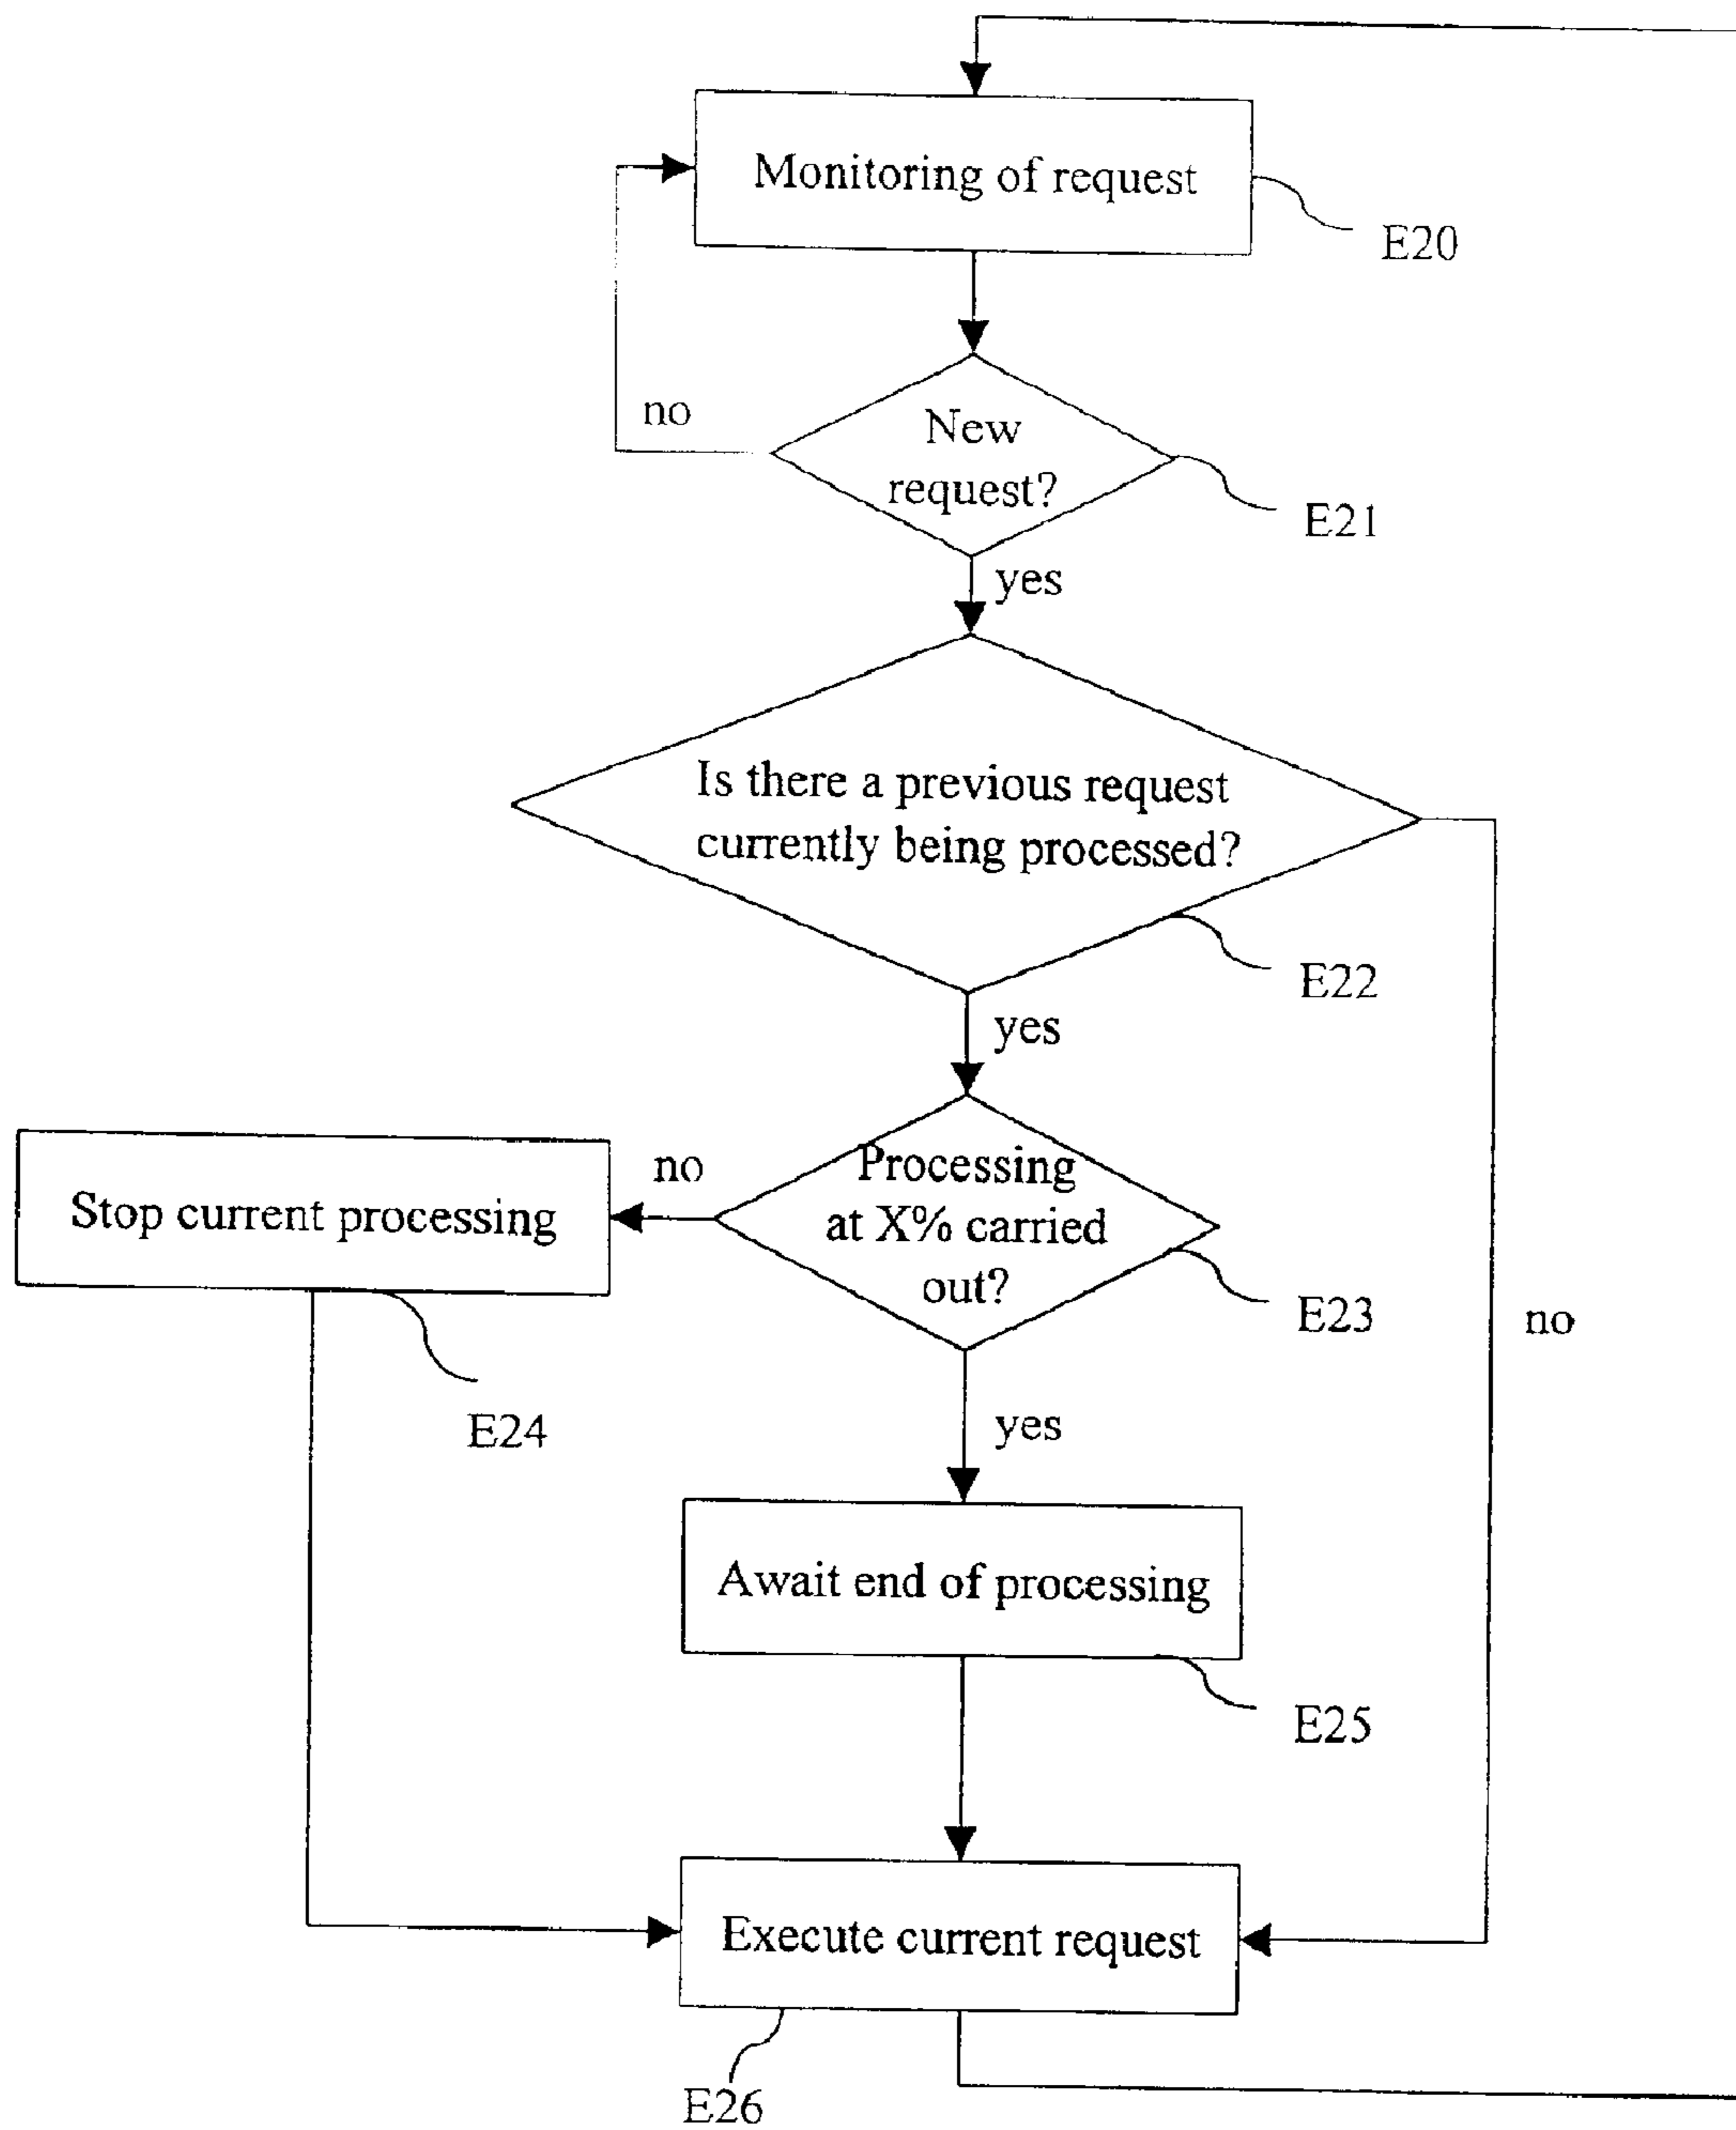 Monitoring of request
E20
no
New
request?
E21
yes
Is there a previous request
currently being processed?
E22
yes
no
Processing
at X% carried
out?
Stop current processing
E23
no
E24
yes
Await end of processing
E25
Execute current request
E26